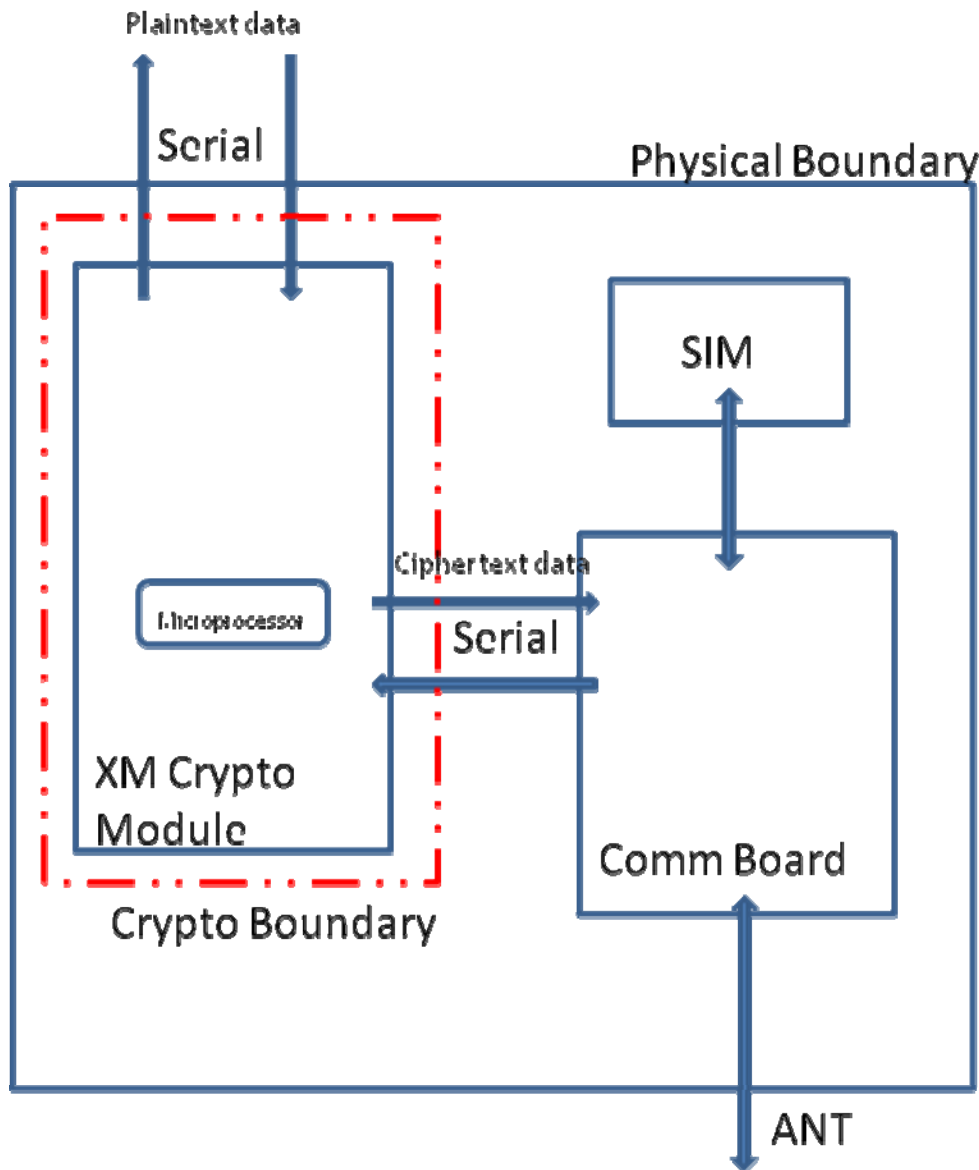 Plaintext data
Serial
Physical Boundary
SIM
Ciphertext data
Microprocessor
Serial
XM Crypto
Module
Comm Board
Crypto Boundary
ANT